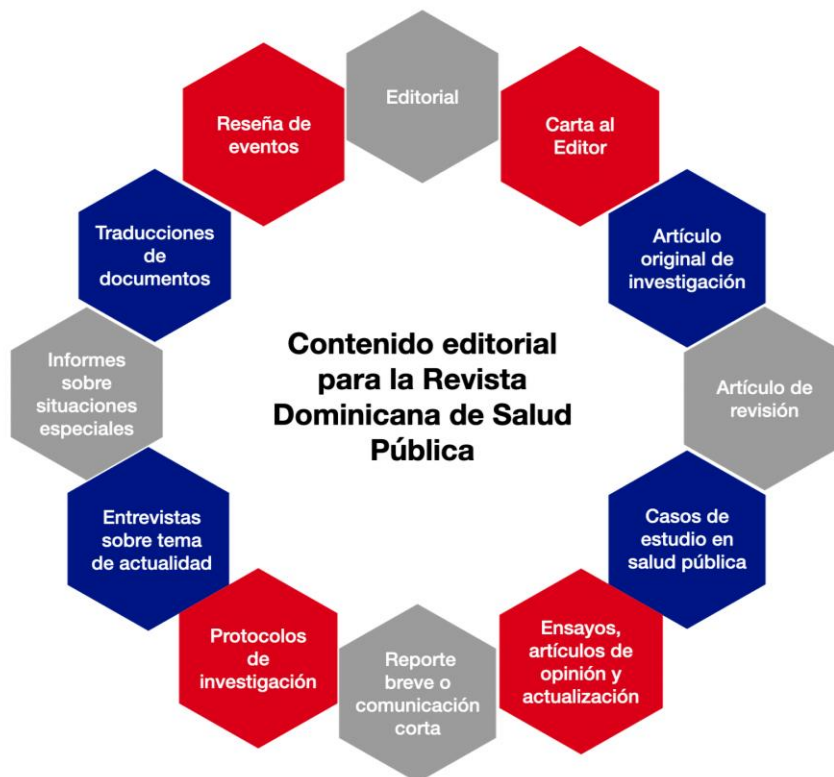 Editorial
Carta al
Editor
Artículo
original de
investigación
Artículo de
revisión
Casos de
estudio en
salud pública
Ensayos,
artículos de
opinión y
actualización
Reporte
breve o
comunicación
corta
Protocolos
de
investigación
Entrevistas
sobre tema
de actualidad
Informes
sobre
situaciones
especiales
Traducciones
de
documentos
Reseña de
eventos
Contenido editorial
para la Revista
Dominicana de Salud
Pública